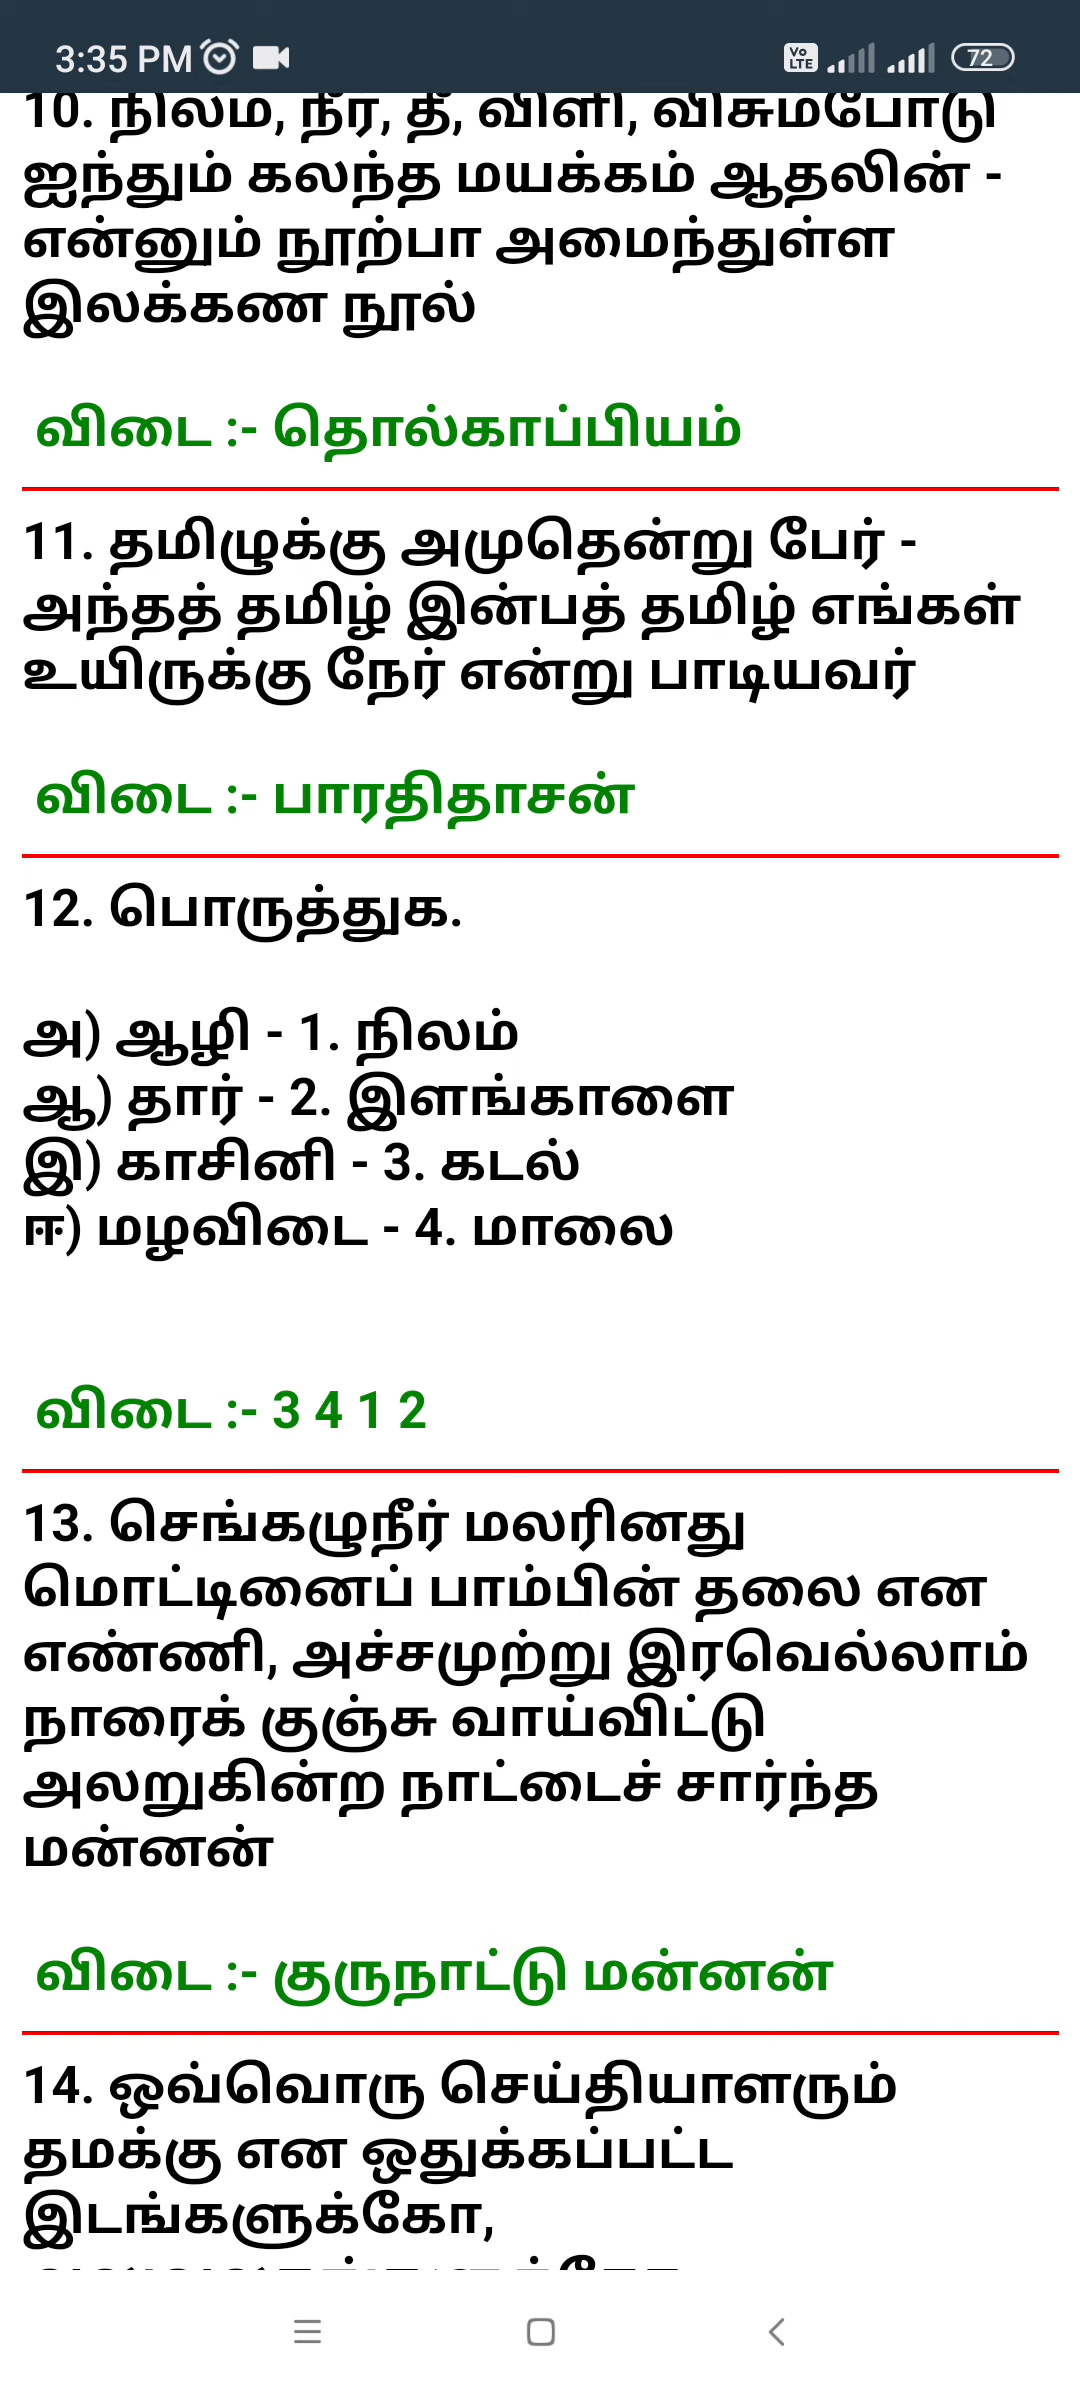 3:35 PM
Vo LTE
72
10. நிலம், நீர், தீ, விளி, விசும்போடு
ஐந்தும் கலந்த மயக்கம் ஆதலின் -
என்னும் நூற்பா அமைந்துள்ள
இலக்கண நூல்
விடை :- தொல்காப்பியம்
11. தமிழுக்கு அமுதென்று பேர் -
அந்தத் தமிழ் இன்பத் தமிழ் எங்கள்
உயிருக்கு நேர் என்று பாடியவர்
விடை :- பாரதிதாசன்
12. பொருத்துக.
அ) ஆழி - 1. நிலம்
ஆ) தார் - 2. இளங்காளை
இ) காசினி - 3. கடல்
ஈ) மழவிடை - 4. மாலை
விடை :- 3 4 1 2
13. செங்கழுநீர் மலரினது
மொட்டினைப் பாம்பின் தலை என
எண்ணி, அச்சமுற்று இரவெல்லாம்
நாரைக் குஞ்சு வாய்விட்டு
அலறுகின்ற நாட்டைச் சார்ந்த
மன்னன்
விடை :- குருநாட்டு மன்னன்
14. ஒவ்வொரு செய்தியாளரும்
தமக்கு என ஒதுக்கப்பட்ட
இடங்களுக்கோ,